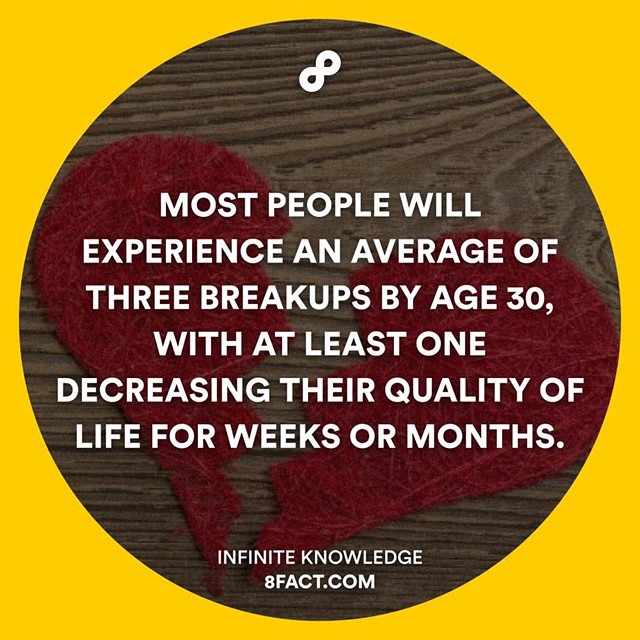 MOST PEOPLE WILL
EXPERIENCE AN AVERAGE OF
THREE BREAKUPS BY AGE 30,
WITH AT LEAST ONE
DECREASING THEIR QUALITY OF
LIFE FOR WEEKS OR MONTHS.
INFINITE KNOWLEDGE
8FACT.COM